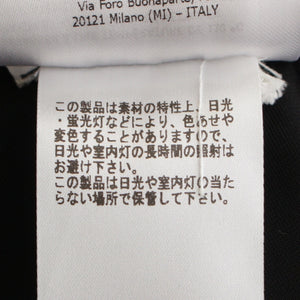 Via Foro Buonaparte,
20121 Milano (MI) - ITALY
この製品は素材の特性上、日光
・蛍光灯などにより、色あせや
変色することがありますので、
日光や室内灯の長時間の照射は
お避け下さい。
この製品は日光や室内灯の当た
らない場所で保管して下さい。